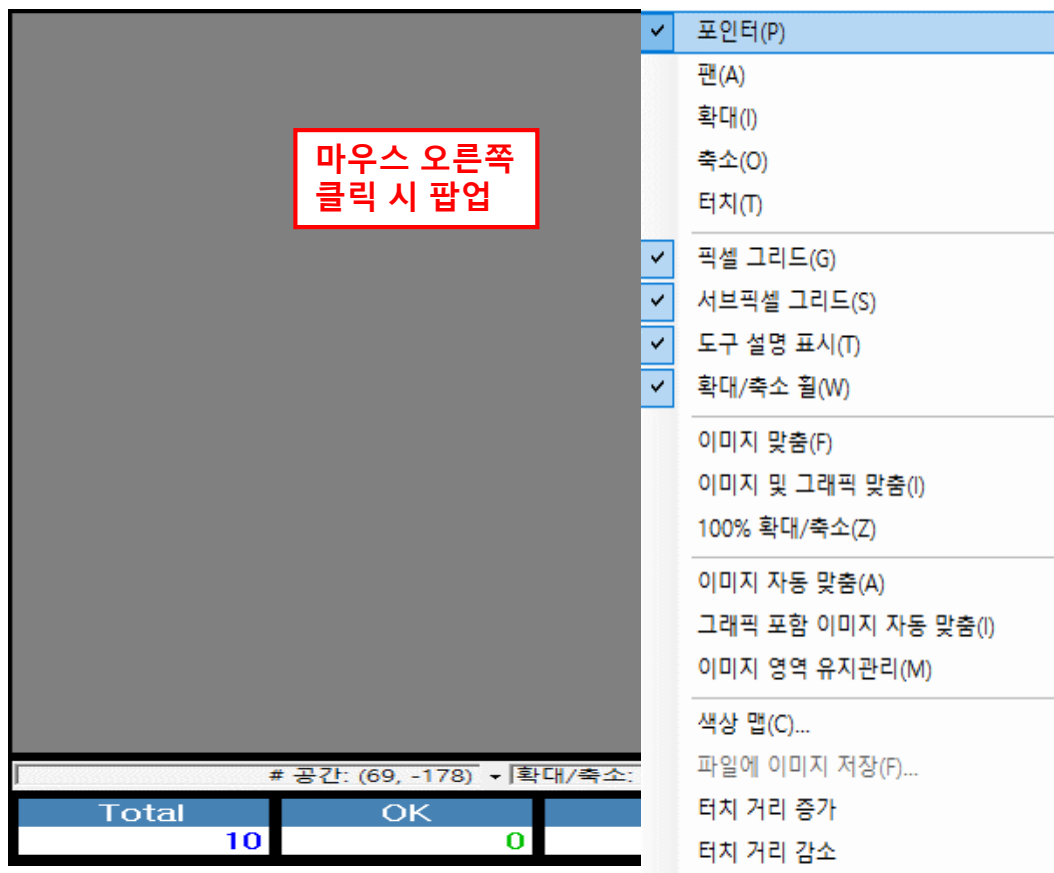 마우스 오른쪽
클릭 시 팝업
# 공간: (69, -178)
확대/축소:
Total
OK
10
0
포인터(P)
팬(A)
확대(I)
축소(O)
터치(T)
픽셀 그리드(G)
서브픽셀 그리드(S)
도구 설명 표시(T)
확대/축소 휠(W)
이미지 맞춤(F)
이미지 및 그래픽 맞춤(I)
100% 확대/축소(Z)
이미지 자동 맞춤(A)
그래픽 포함 이미지 자동 맞춤(I)
이미지 영역 유지관리(M)
색상 맵(C)...
파일에 이미지 저장(F)...
터치 거리 증가
터치 거리 감소